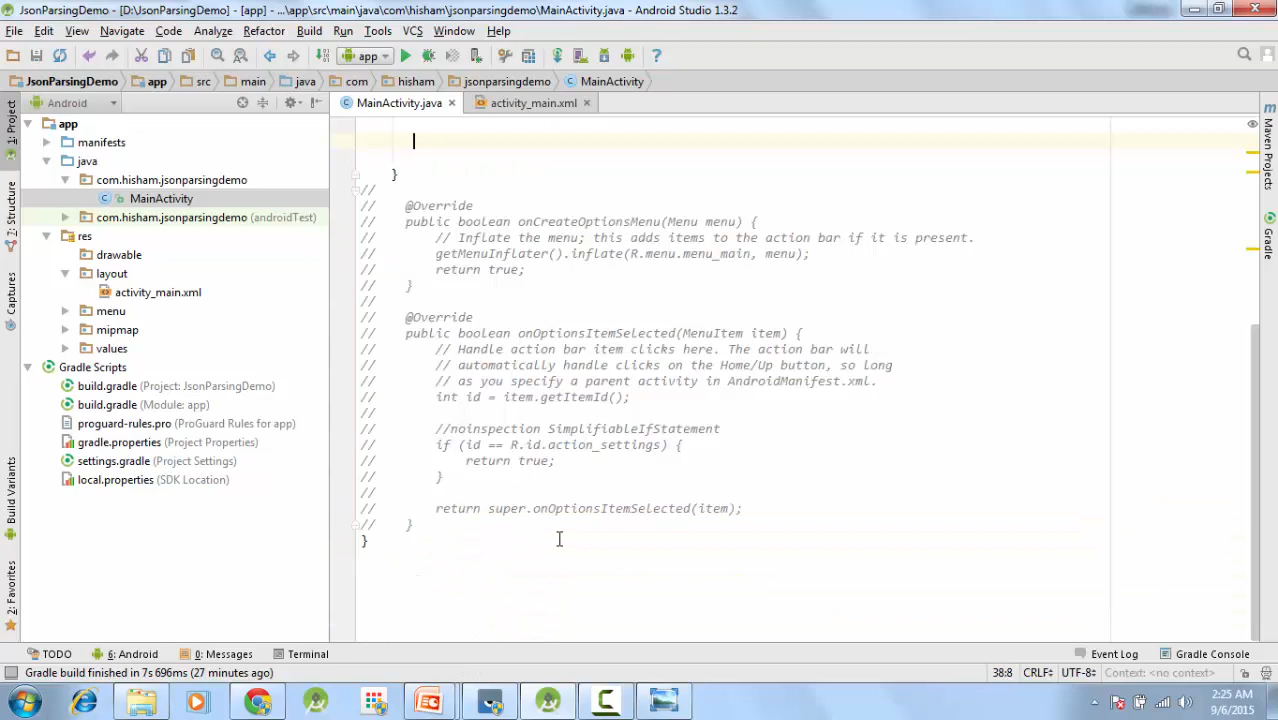 JsonParsingDemo - [D:\JsonParsingDemo] - [app] - ...\app\src\main\java\com\hisham\jsonparsingdemo\MainActivity.java - Android Studio 1.3.2
File Edit View Navigate Code Analyze Refactor Build Run Tools VCS Window Help
app
JsonParsingDemo app src main java com hisham jsonparsingdemo MainActivity
Android
MainActivity.java activity_main.xml
1: Project
7: Structure
Captures
Build Variants
2: Favorites
app
manifests
java
com.hisham.jsonparsingdemo
MainActivity
com.hisham.jsonparsingdemo (androidTest)
res
drawable
layout
activity_main.xml
menu
mipmap
values
Gradle Scripts
build.gradle (Project: JsonParsingDemo)
build.gradle (Module: app)
proguard-rules.pro (ProGuard Rules for app)
gradle.properties (Project Properties)
settings.gradle (Project Settings)
local.properties (SDK Location)
}
//
// @Override
// public boolean onCreateOptionsMenu(Menu menu) {
// // Inflate the menu; this adds items to the action bar if it is present.
// getMenuInflater().inflate(R.menu.menu_main, menu);
// return true;
// }
//
// @Override
// public boolean onOptionsItemSelected(MenuItem item) {
// // Handle action bar item clicks here. The action bar will
// // automatically handle clicks on the Home/Up button, so long
// // as you specify a parent activity in AndroidManifest.xml.
// int id = item.getItemId();
//
// //noinspection SimplifiableIfStatement
// if (id == R.id.action_settings) {
// return true;
// }
//
// return super.onOptionsItemSelected(item);
// }
}
m
Maven Projects
Gradle
TODO 6: Android 0: Messages Terminal Event Log Gradle Console
Gradle build finished in 7s 696ms (27 minutes ago) 38:8 CRLF UTF-8 Context: <no context>
2:25 AM
9/6/2015